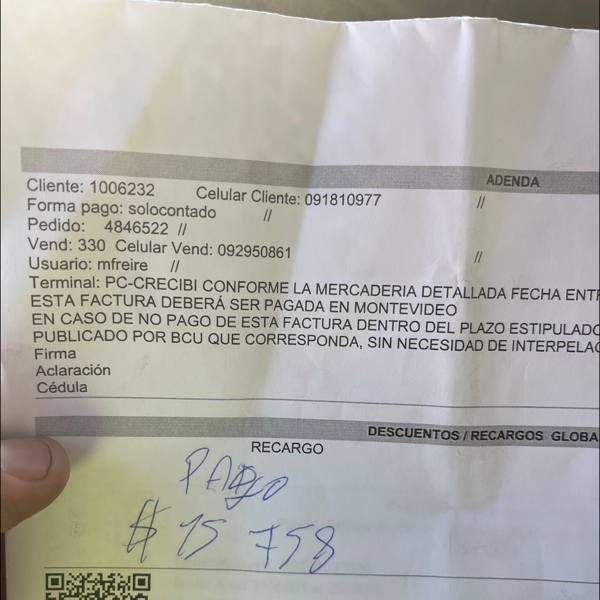 ADENDA
Cliente: 1006232 Celular Cliente: 091810977 //
Forma pago: solocontado //
Pedido: 4846522 //
Vend: 330 Celular Vend: 092950861 //
Usuario: mfreire //
Terminal: PC-CRECIBI CONFORME LA MERCADERIA DETALLADA FECHA ENT
ESTA FACTURA DEBERÁ SER PAGADA EN MONTEVIDEO
EN CASO DE NO PAGO DE ESTA FACTURA DENTRO DEL PLAZO ESTIPULADO
PUBLICADO POR BCU QUE CORRESPONDA, SIN NECESIDAD DE INTERPELAC
Firma
Aclaración
Cédula
DESCUENTOS / RECARGOS GLOBA
RECARGO
PAGO
$ 15 758